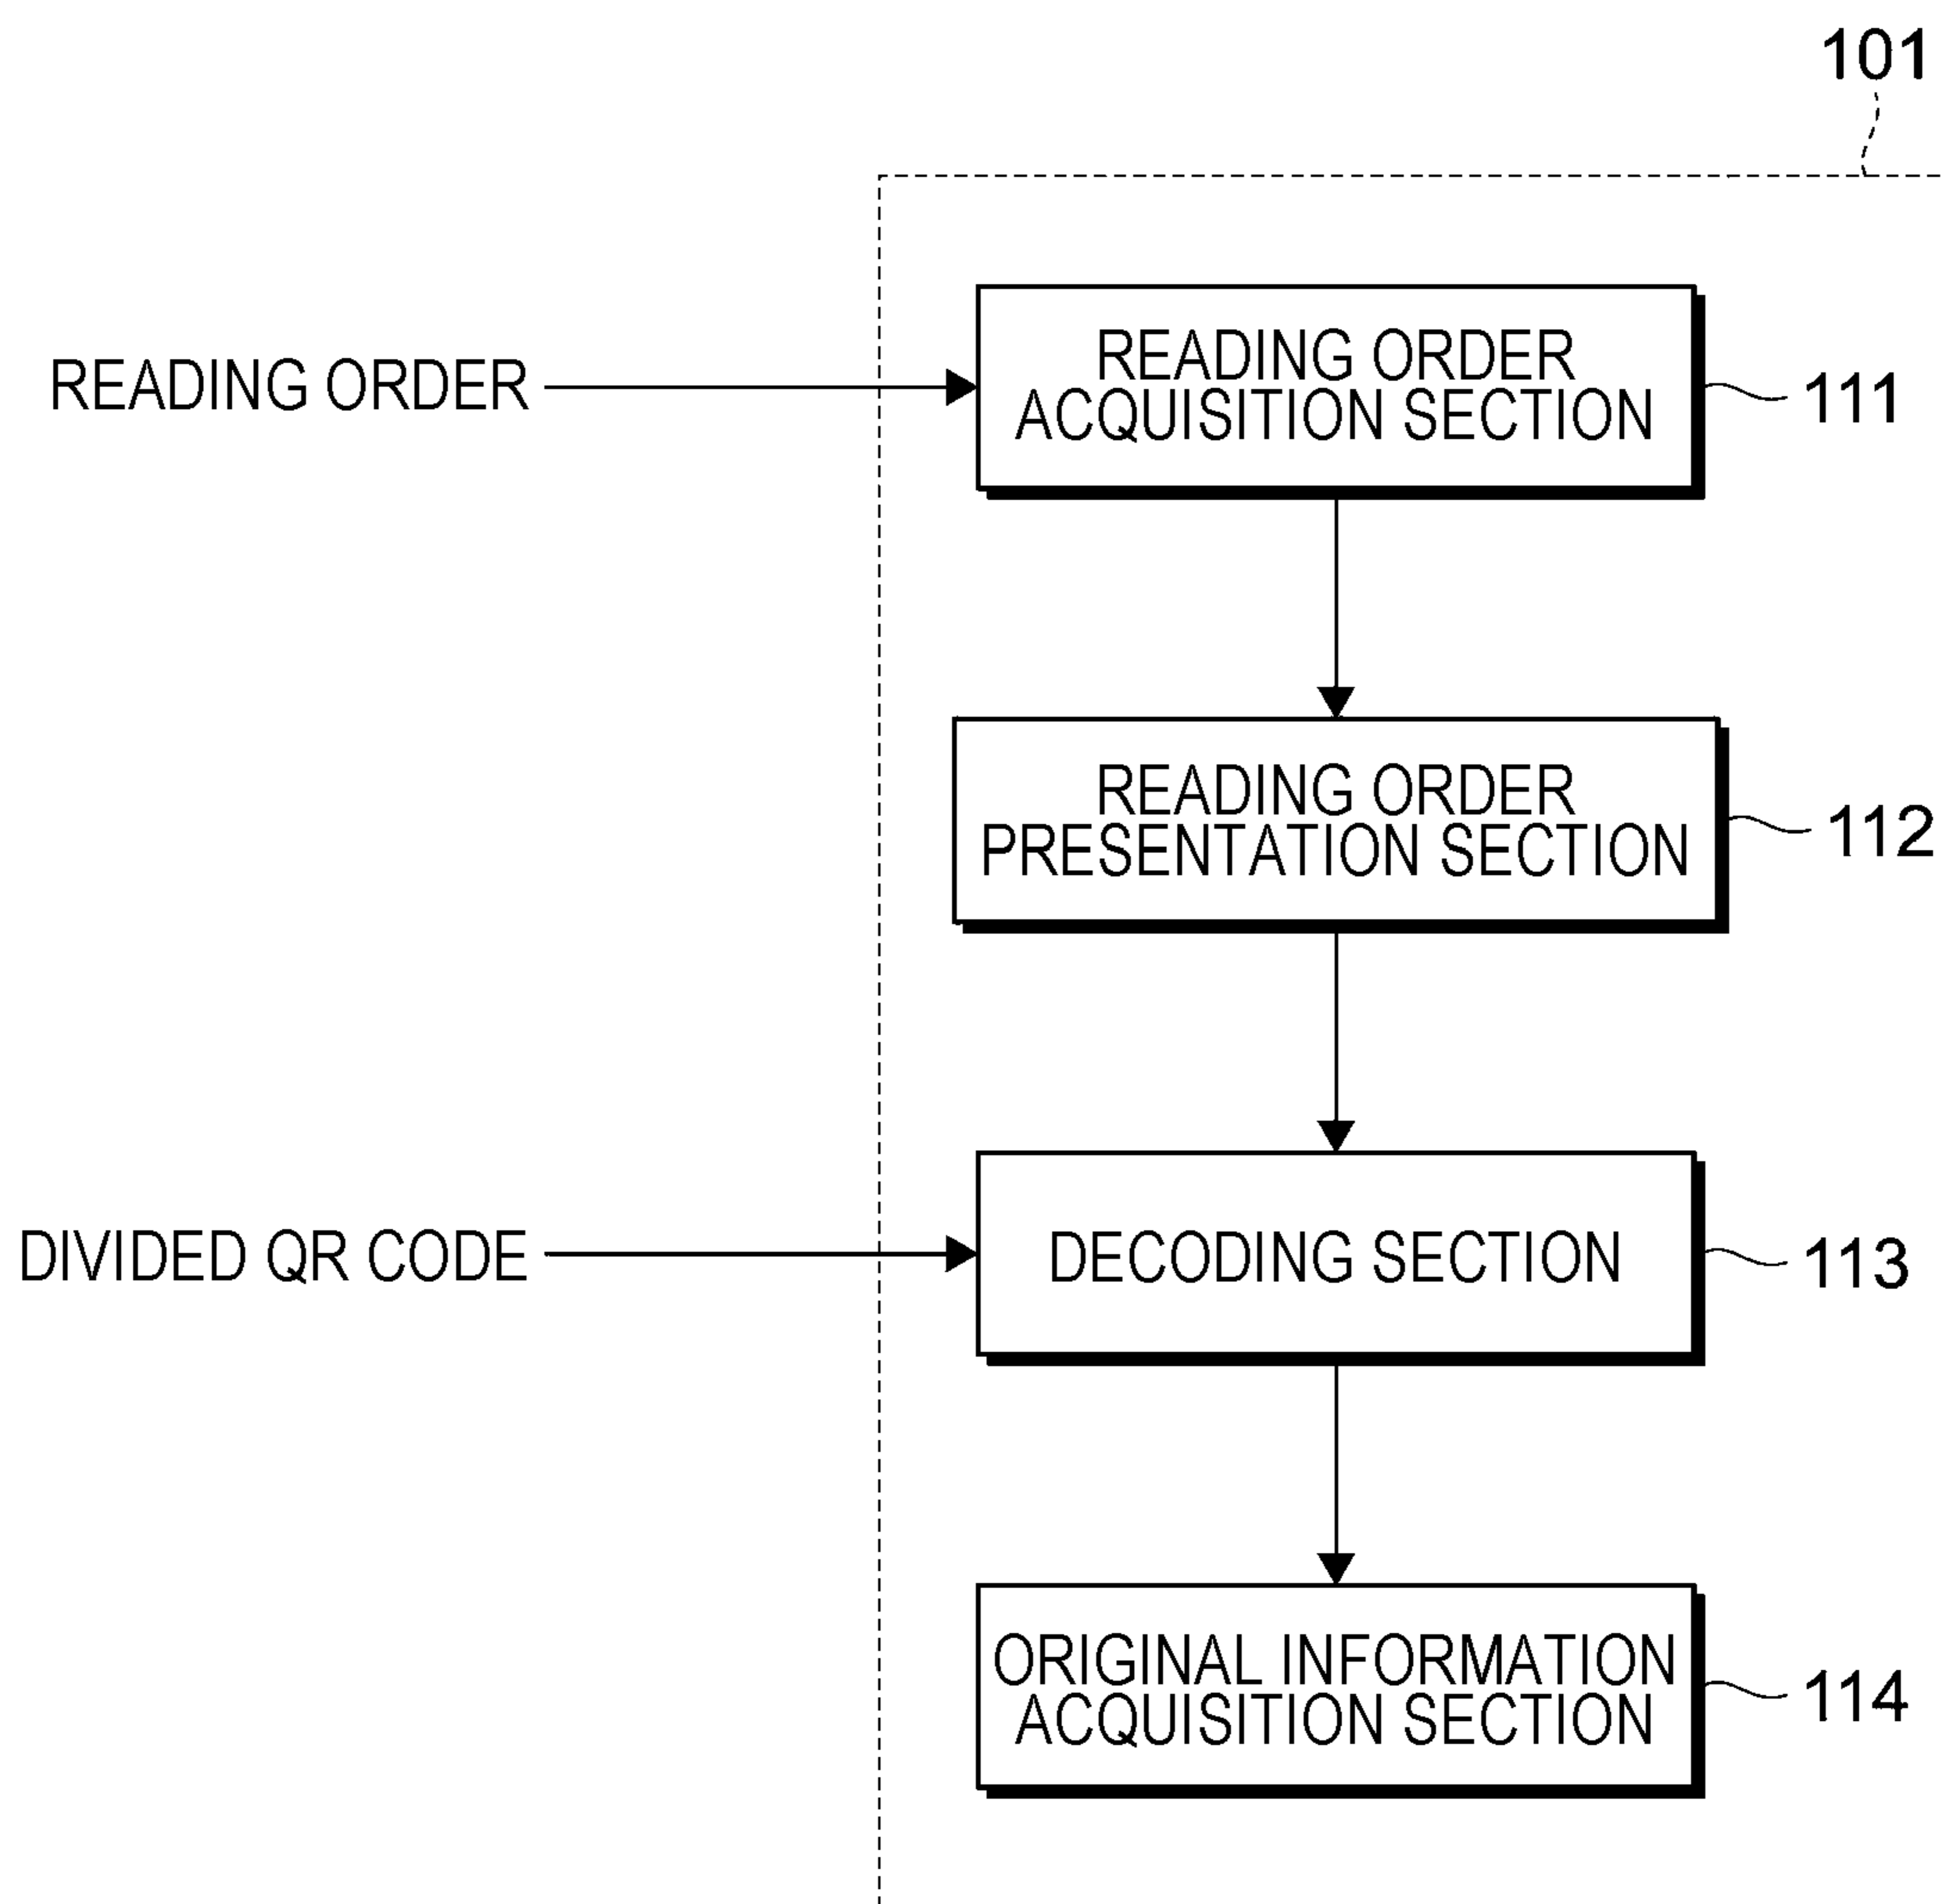 101
READING ORDER
READING ORDER
ACQUISITION SECTION
111
READING ORDER
PRESENTATION SECTION
112
DIVIDED QR CODE
DECODING SECTION
113
ORIGINAL INFORMATION
ACQUISITION SECTION
114